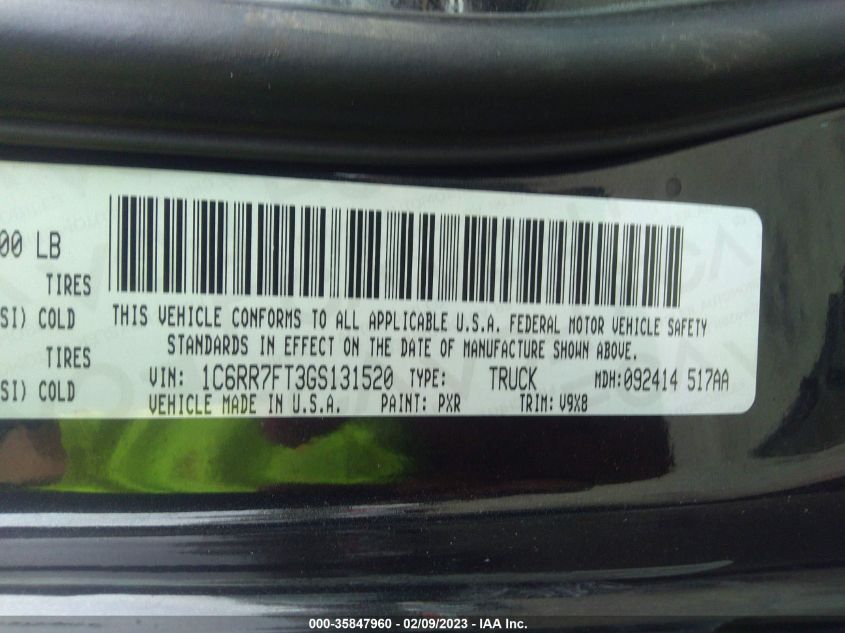 00 LB
TIRES
SI) COLD
TIRES
SI) COLD
THIS VEHICLE CONFORMS TO ALL APPLICABLE U.S.A. FEDERAL MOTOR VEHICLE SAFETY
STANDARDS IN EFFECT ON THE DATE OF MANUFACTURE SHOWN ABOVE.
VIN: 1C6RR7FT3GS131520 TYPE: TRUCK MDH:092414 517AA
VEHICLE MADE IN U.S.A. PAINT: PXR TRIM: V9X8
000-35847960 - 02/09/2023 - IAA Inc.